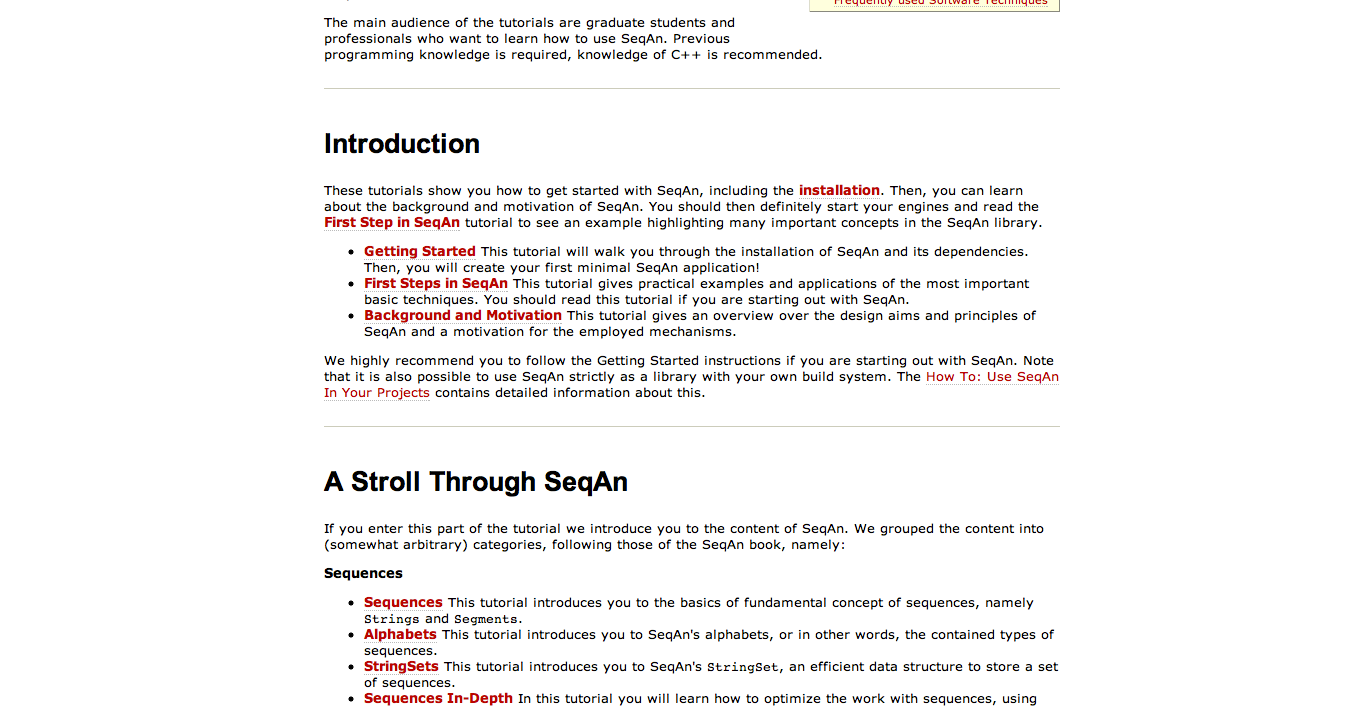 Frequently used Software Techniques
The main audience of the tutorials are graduate students and
professionals who want to learn how to use SeqAn. Previous
programming knowledge is required, knowledge of C++ is recommended.
Introduction
These tutorials show you how to get started with SeqAn, including the installation. Then, you can learn
about the background and motivation of SeqAn. You should then definitely start your engines and read the
First Step in SeqAn tutorial to see an example highlighting many important concepts in the SeqAn library.
• Getting Started This tutorial will walk you through the installation of SeqAn and its dependencies.
Then, you will create your first minimal SeqAn application!
• First Steps in SeqAn This tutorial gives practical examples and applications of the most important
basic techniques. You should read this tutorial if you are starting out with SeqAn.
• Background and Motivation This tutorial gives an overview over the design aims and principles of
SeqAn and a motivation for the employed mechanisms.
We highly recommend you to follow the Getting Started instructions if you are starting out with SeqAn. Note
that it is also possible to use SeqAn strictly as a library with your own build system. The How To: Use SeqAn
In Your Projects contains detailed information about this.
A Stroll Through SeqAn
If you enter this part of the tutorial we introduce you to the content of SeqAn. We grouped the content into
(somewhat arbitrary) categories, following those of the SeqAn book, namely:
Sequences
• Sequences This tutorial introduces you to the basics of fundamental concept of sequences, namely
Strings and Segments.
• Alphabets This tutorial introduces you to SeqAn's alphabets, or in other words, the contained types of
sequences.
• StringSets This tutorial introduces you to SeqAn's StringSet, an efficient data structure to store a set
of sequences.
• Sequences In-Depth In this tutorial you will learn how to optimize the work with sequences, using